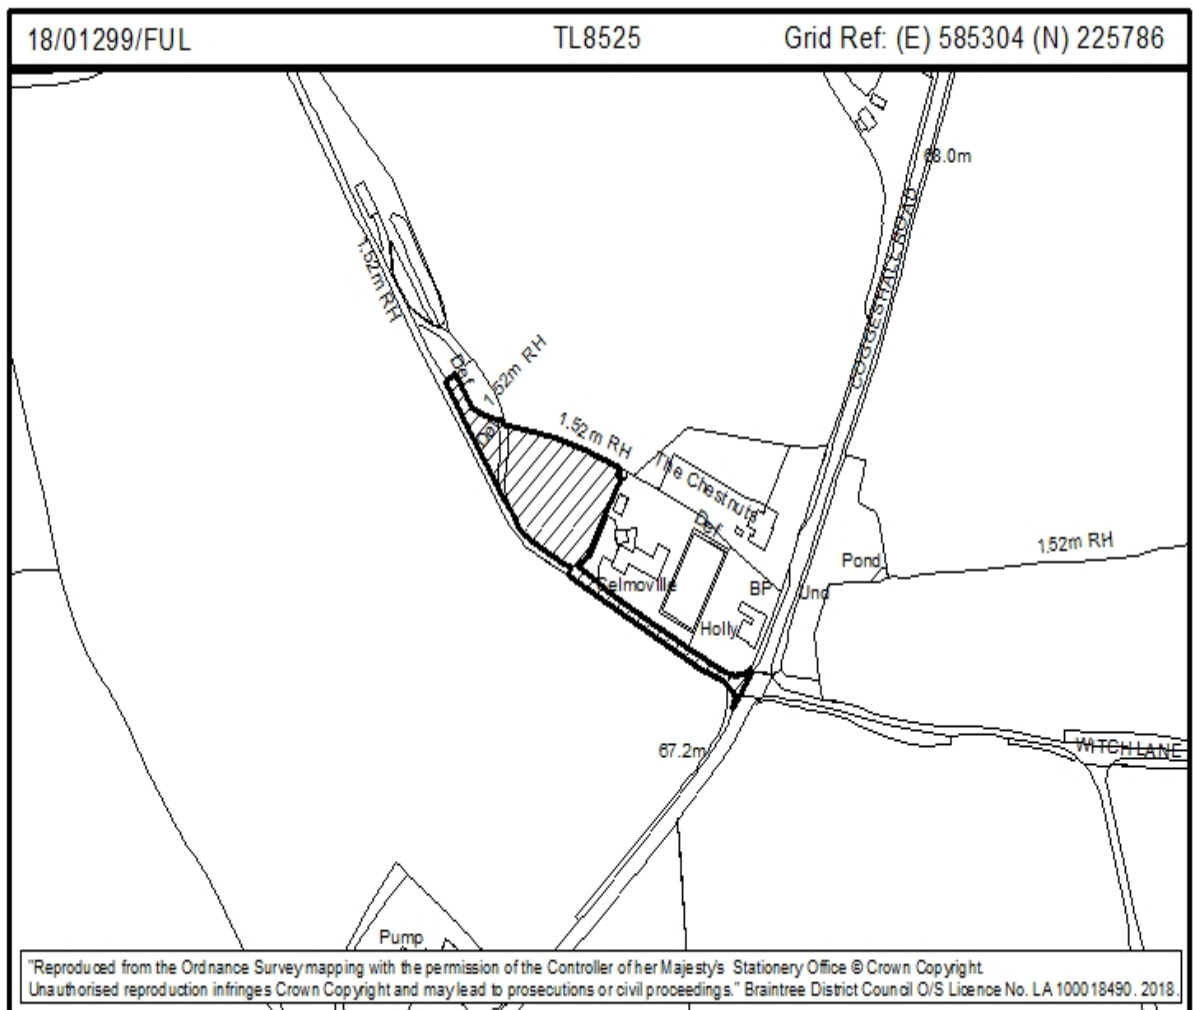 18/01299/FUL TL8525 Grid Ref: (E) 585304 (N) 225786
68.0m
COGGESHALL ROAD
1.52m RH
Def
1.52m RH
Def
1.52m RH
The Chestnuts
Def
1.52m RH
Pond
Selmoville
BP
Und
Holly
67.2m
WITCH LANE
Pump
"Reproduced from the Ordnance Survey mapping with the permission of the Controller of her Majesty's Stationery Office © Crown Copyright.
Unauthorised reproduction infringes Crown Copyright and may lead to prosecutions or civil proceedings." Braintree District Council O/S Licence No. LA 100018490. 2018.